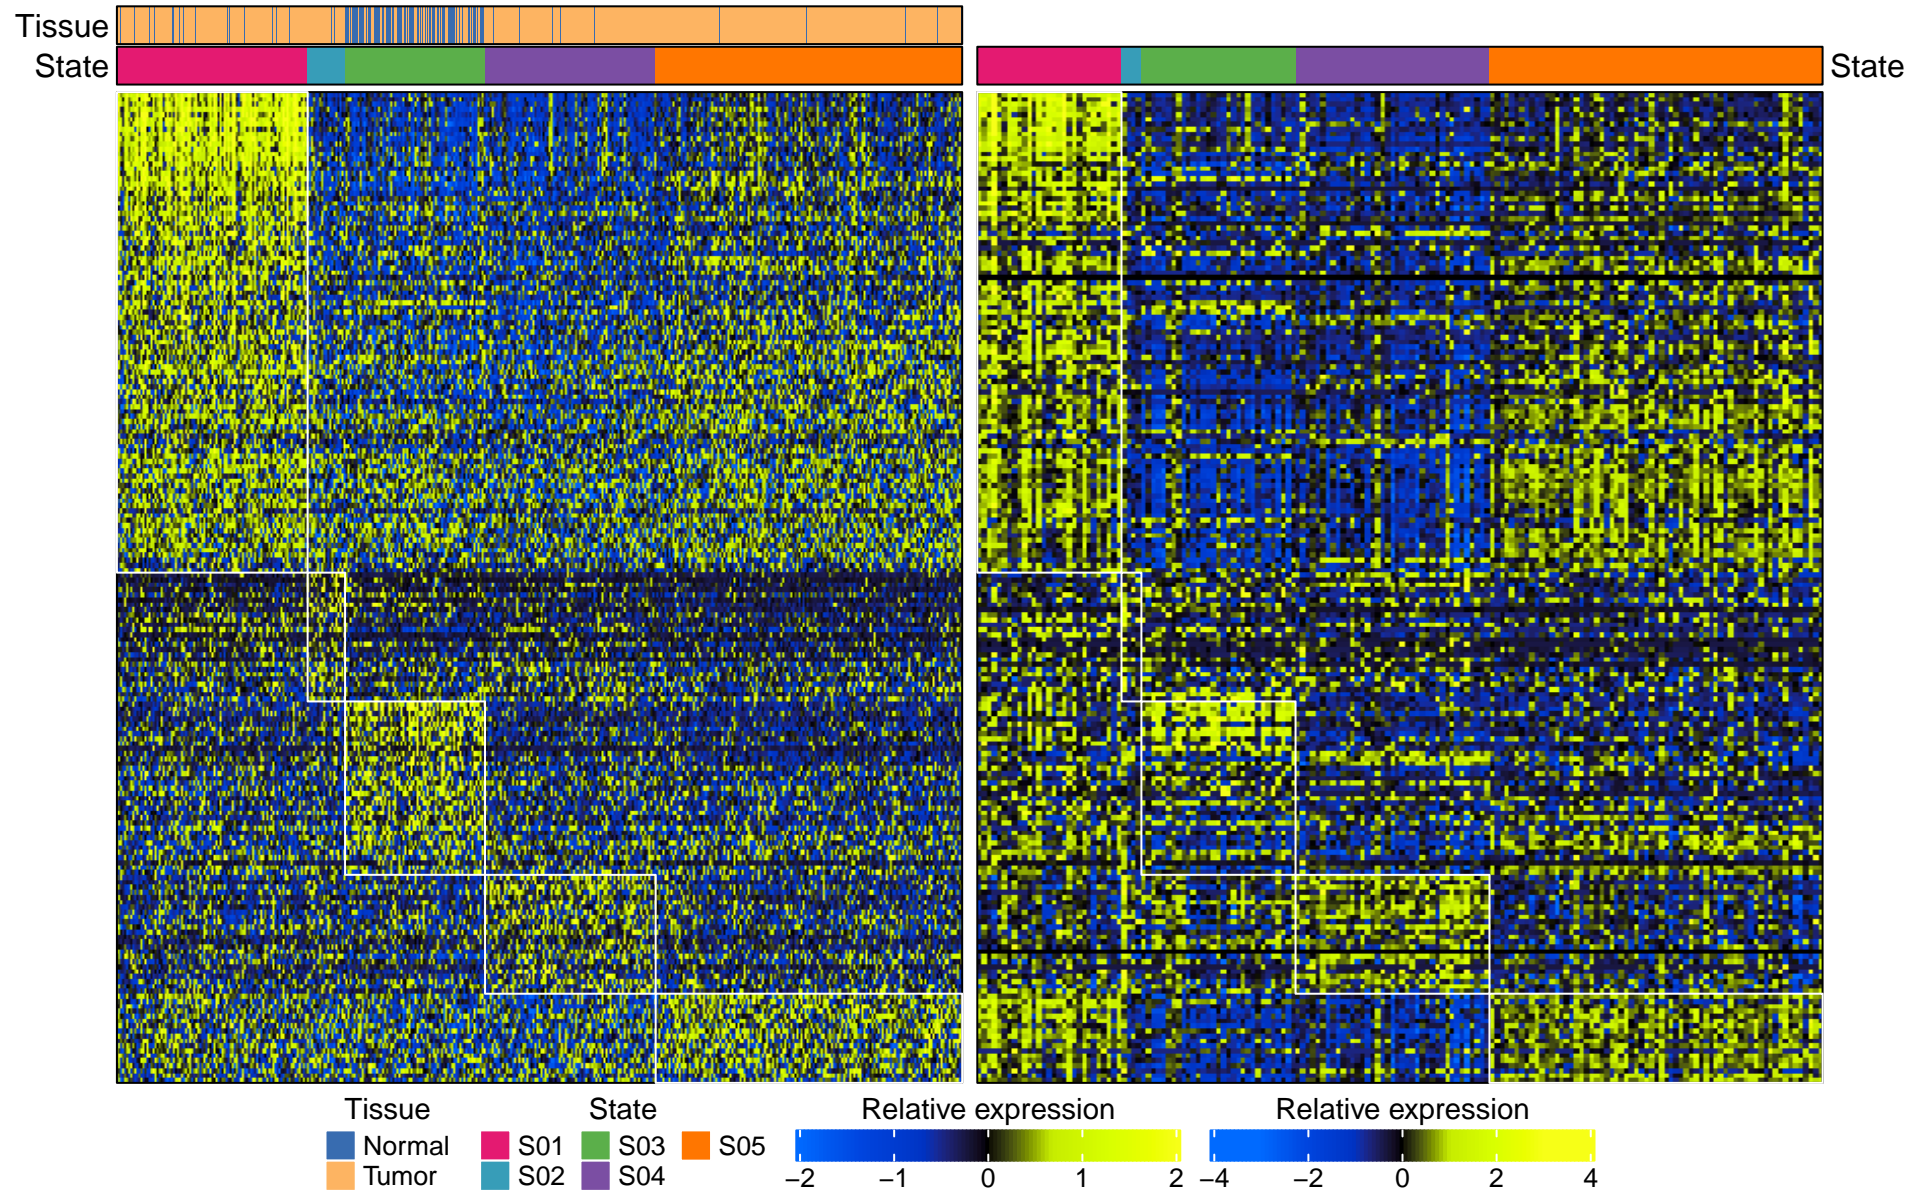 Tissue
State
State
Tissue
State
Relative expression
Relative expression
Normal
S01
S03
S05
Tumor
S02
S04
−2 −1 0 1 2
−4 −2 0 2 4